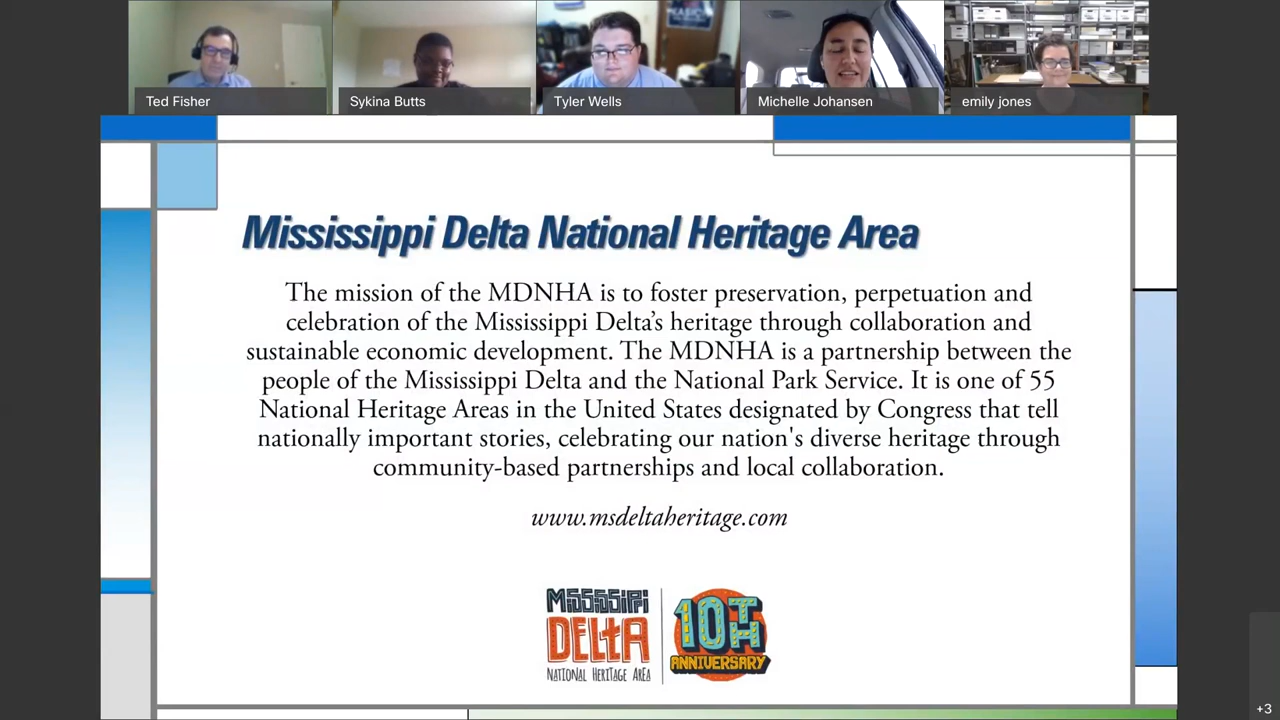 Ted Fisher
Sykina Butts
Tyler Wells
Michelle Johansen
emily jones
Mississippi Delta National Heritage Area
The mission of the MDNHA is to foster preservation, perpetuation and
celebration of the Mississippi Delta's heritage through collaboration and
sustainable economic development. The MDNHA is a partnership between the
people of the Mississippi Delta and the National Park Service. It is one of 55
National Heritage Areas in the United States designated by Congress that tell
nationally important stories, celebrating our nation's diverse heritage through
community-based partnerships and local collaboration.
www.msdeltaheritage.com
MISSISSIPPI
DELTA
NATIONAL HERITAGE AREA
10TH
ANNIVERSARY
+3